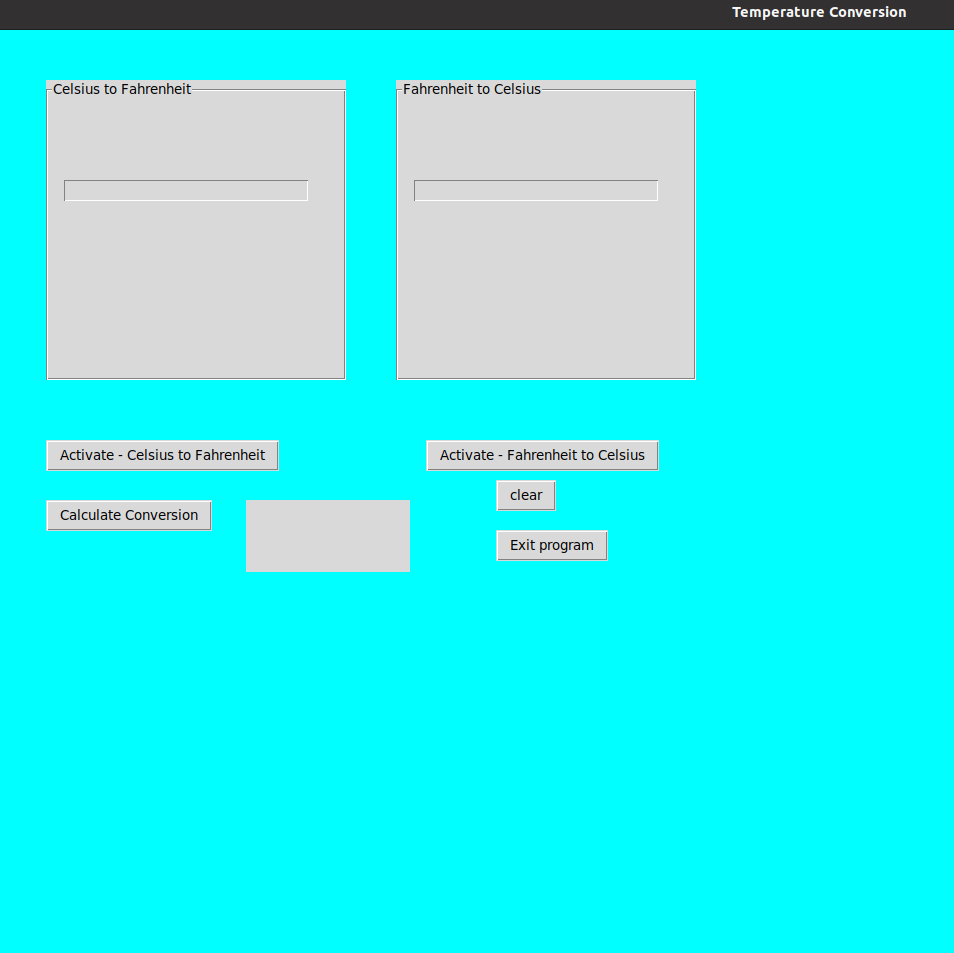 Temperature Conversion
Celsius to Fahrenheit
Fahrenheit to Celsius
Activate - Celsius to Fahrenheit
Activate - Fahrenheit to Celsius
clear
Calculate Conversion
Exit program